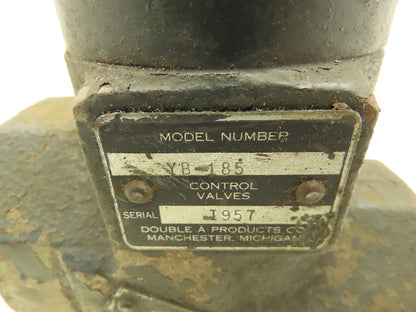 MODEL NUMBER
YB-185
CONTROL
VALVES
SERIAL 1957
DOUBLE A PRODUCTS CO.
MANCHESTER, MICHIGAN